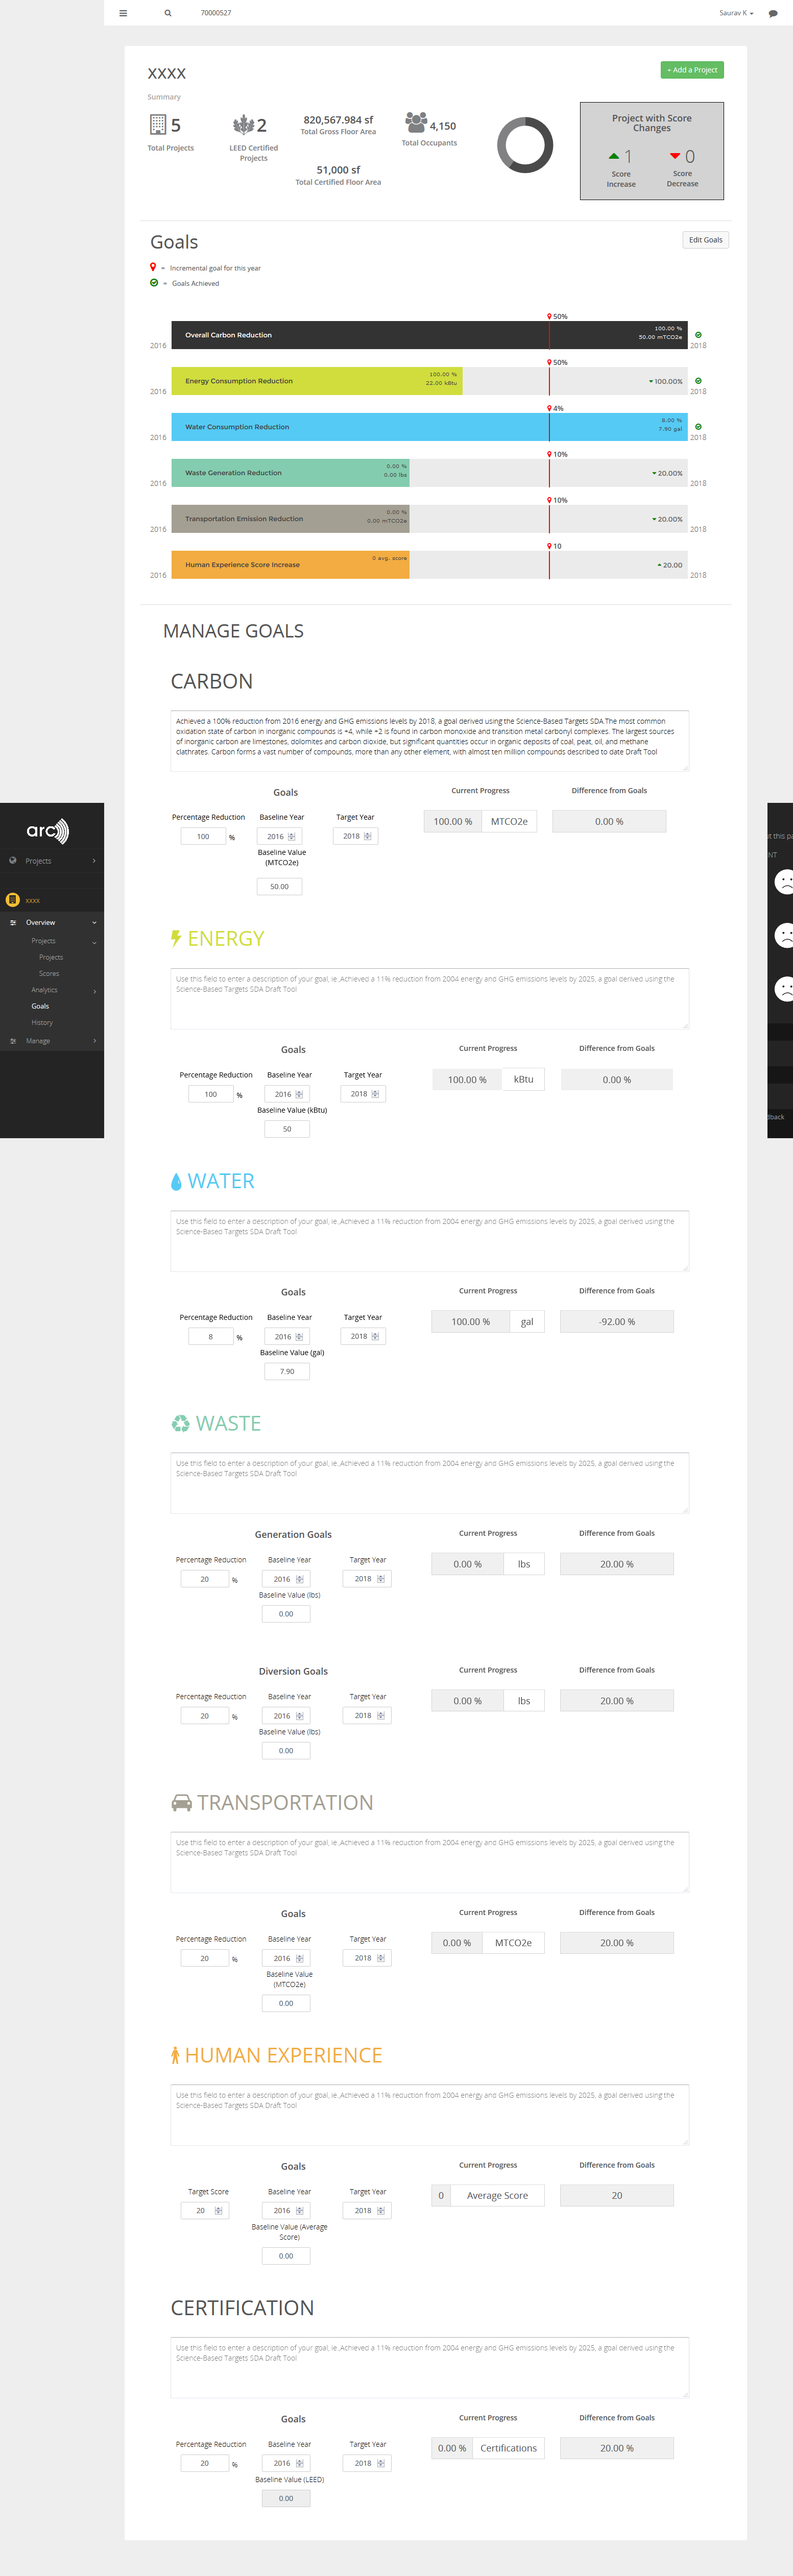 70000527
Saurav K
xxxx
+ Add a Project
Summary
5
Total Projects
2
LEED Certified
Projects
820,567.984 sf
Total Gross Floor Area
51,000 sf
Total Certified Floor Area
4,150
Total Occupants
Project with Score
Changes
1
Score
Increase
0
Score
Decrease
Goals
Edit Goals
= Incremental goal for this year
= Goals Achieved
50%
2016
Overall Carbon Reduction
100.00 %
50.00 mTCO2e
2018
50%
2016
Energy Consumption Reduction
100.00 %
22.00 kBtu
100.00%
2018
4%
2016
Water Consumption Reduction
8.00 %
7.90 gal
2018
10%
2016
Waste Generation Reduction
0.00 %
0.00 lbs
20.00%
2018
10%
2016
Transportation Emission Reduction
0.00 %
0.00 mTCO2e
20.00%
2018
10
2016
Human Experience Score Increase
0 avg. score
20.00
2018
MANAGE GOALS
CARBON
Achieved a 100% reduction from 2016 energy and GHG emissions levels by 2018, a goal derived using the Science-Based Targets SDA.The most common
oxidation state of carbon in inorganic compounds is +4, while +2 is found in carbon monoxide and transition metal carbonyl complexes. The largest sources
of inorganic carbon are limestones, dolomites and carbon dioxide, but significant quantities occur in organic deposits of coal, peat, oil, and methane
clathrates. Carbon forms a vast number of compounds, more than any other element, with almost ten million compounds described to date Draft Tool
Goals
Current Progress
Difference from Goals
Percentage Reduction
Baseline Year
Target Year
100 %
2016
2018
100.00 %
MTCO2e
0.00 %
Baseline Value
(MTCO2e)
50.00
arc
Projects
xxxx
Overview
Projects
Projects
Scores
Analytics
Goals
History
Manage
t this pa
NT
dback
ENERGY
Use this field to enter a description of your goal, ie.,Achieved a 11% reduction from 2004 energy and GHG emissions levels by 2025, a goal derived using the
Science-Based Targets SDA Draft Tool
Goals
Current Progress
Difference from Goals
Percentage Reduction
Baseline Year
Target Year
100 %
2016
2018
100.00 %
kBtu
0.00 %
Baseline Value (kBtu)
50
WATER
Use this field to enter a description of your goal, ie.,Achieved a 11% reduction from 2004 energy and GHG emissions levels by 2025, a goal derived using the
Science-Based Targets SDA Draft Tool
Goals
Current Progress
Difference from Goals
Percentage Reduction
Baseline Year
Target Year
8 %
2016
2018
100.00 %
gal
-92.00 %
Baseline Value (gal)
7.90
WASTE
Use this field to enter a description of your goal, ie.,Achieved a 11% reduction from 2004 energy and GHG emissions levels by 2025, a goal derived using the
Science-Based Targets SDA Draft Tool
Generation Goals
Current Progress
Difference from Goals
Percentage Reduction
Baseline Year
Target Year
20 %
2016
2018
0.00 %
lbs
20.00 %
Baseline Value (lbs)
0.00
Diversion Goals
Current Progress
Difference from Goals
Percentage Reduction
Baseline Year
Target Year
20 %
2016
2018
0.00 %
lbs
20.00 %
Baseline Value (lbs)
0.00
TRANSPORTATION
Use this field to enter a description of your goal, ie.,Achieved a 11% reduction from 2004 energy and GHG emissions levels by 2025, a goal derived using the
Science-Based Targets SDA Draft Tool
Goals
Current Progress
Difference from Goals
Percentage Reduction
Baseline Year
Target Year
20 %
2016
2018
0.00 %
MTCO2e
20.00 %
Baseline Value
(MTCO2e)
0.00
HUMAN EXPERIENCE
Use this field to enter a description of your goal, ie.,Achieved a 11% reduction from 2004 energy and GHG emissions levels by 2025, a goal derived using the
Science-Based Targets SDA Draft Tool
Goals
Current Progress
Difference from Goals
Target Score
Baseline Year
Target Year
20
2016
2018
0
Average Score
20
Baseline Value (Average
Score)
0.00
CERTIFICATION
Use this field to enter a description of your goal, ie.,Achieved a 11% reduction from 2004 energy and GHG emissions levels by 2025, a goal derived using the
Science-Based Targets SDA Draft Tool
Goals
Current Progress
Difference from Goals
Percentage Reduction
Baseline Year
Target Year
20 %
2016
2018
0.00 %
Certifications
20.00 %
Baseline Value (LEED)
0.00